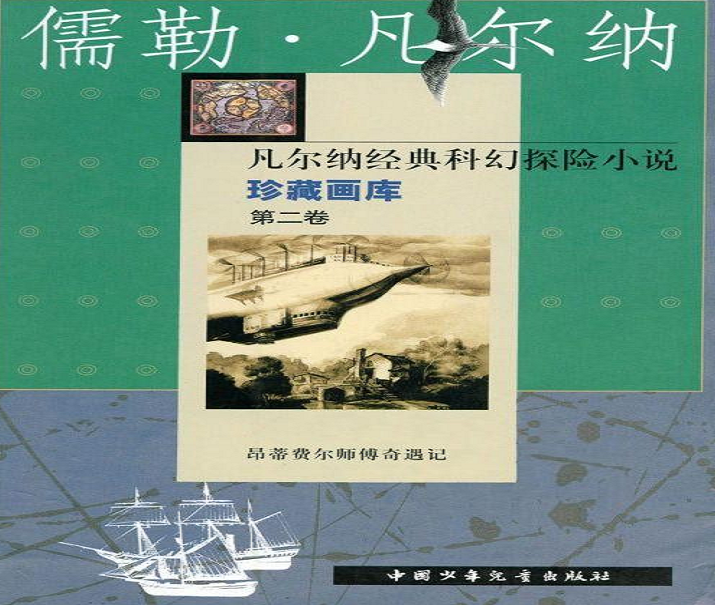 儒勒·凡尔纳
凡尔纳经典科幻探险小说
珍藏画库
第二卷
昂蒂费尔师傅奇遇记
中国少年儿童出版社